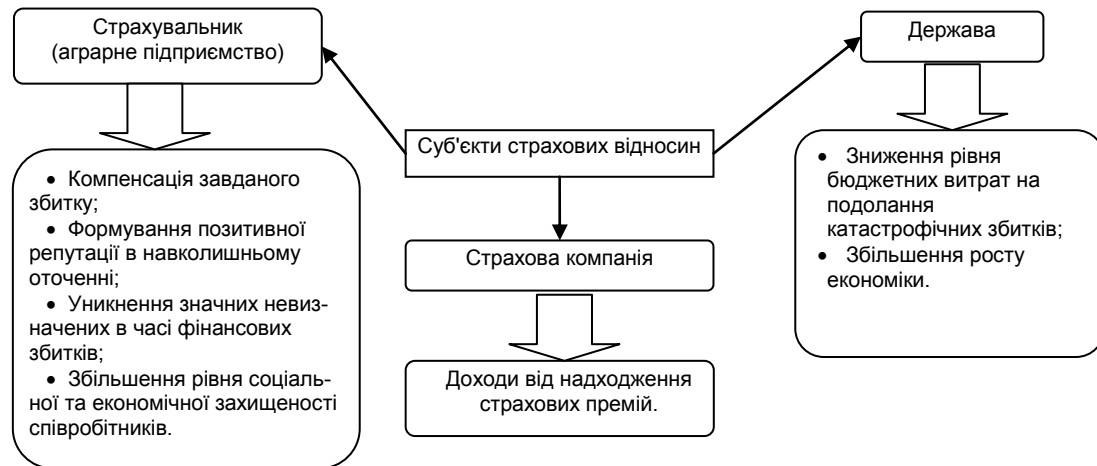 Страхувальник
(аграрне підприємство)
Держава
Суб'єкти страхових відносин
• Компенсація завданого
збитку;
• Формування позитивної
репутації в навколишньому
оточенні;
• Уникнення значних невиз-
начених в часі фінансових
збитків;
• Збільшення рівня соціаль-
ної та економічної захищеності
співробітників.
Страхова компанія
Доходи від надходження
страхових премій.
• Зниження рівня
бюджетних витрат на
подолання
катастрофічних збитків;
• Збільшення росту
економіки.